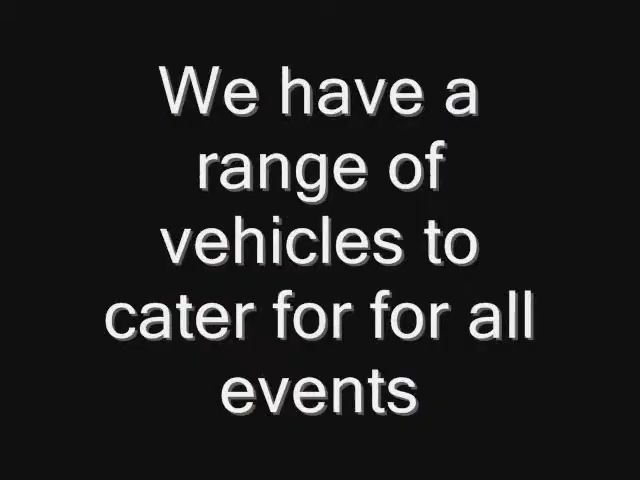 We have a
range of
vehicles to
cater for for all
events